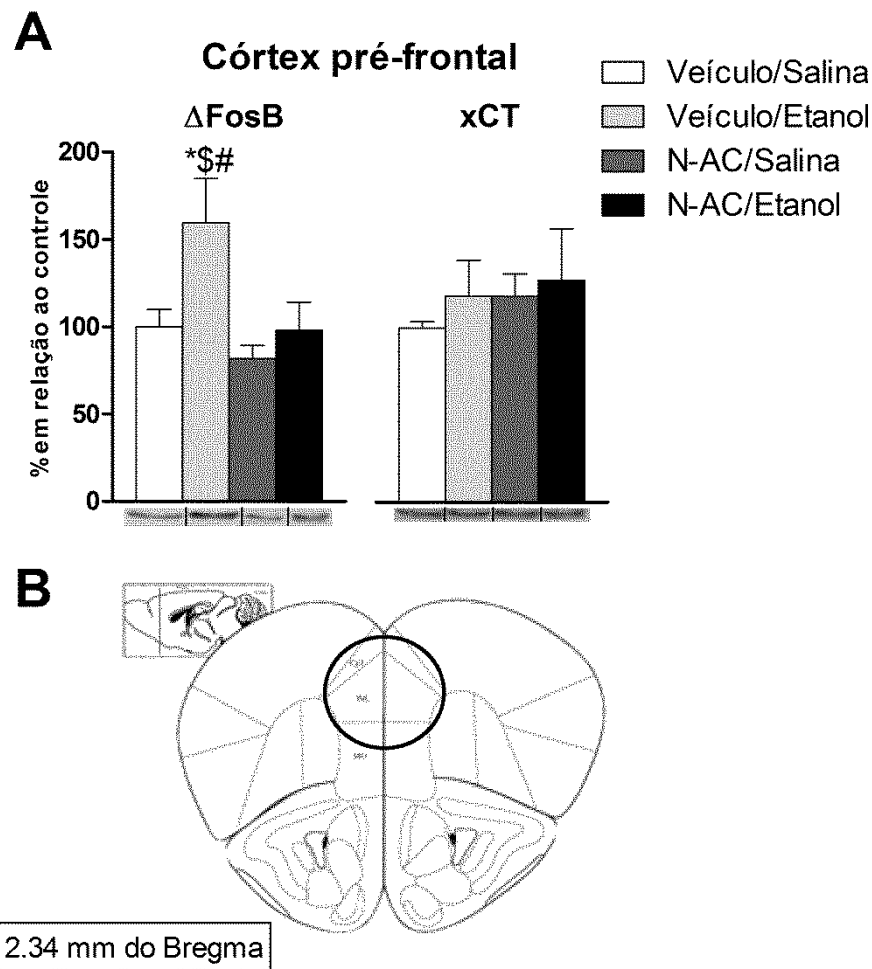 A
Córtex pré-frontal
ΔFosB
xCT
Veículo/Salina
Veículo/Etanol
N-AC/Salina
N-AC/Etanol
200
*$#
150
100
50
0
%em relação ao controle
B
2.34 mm do Bregma